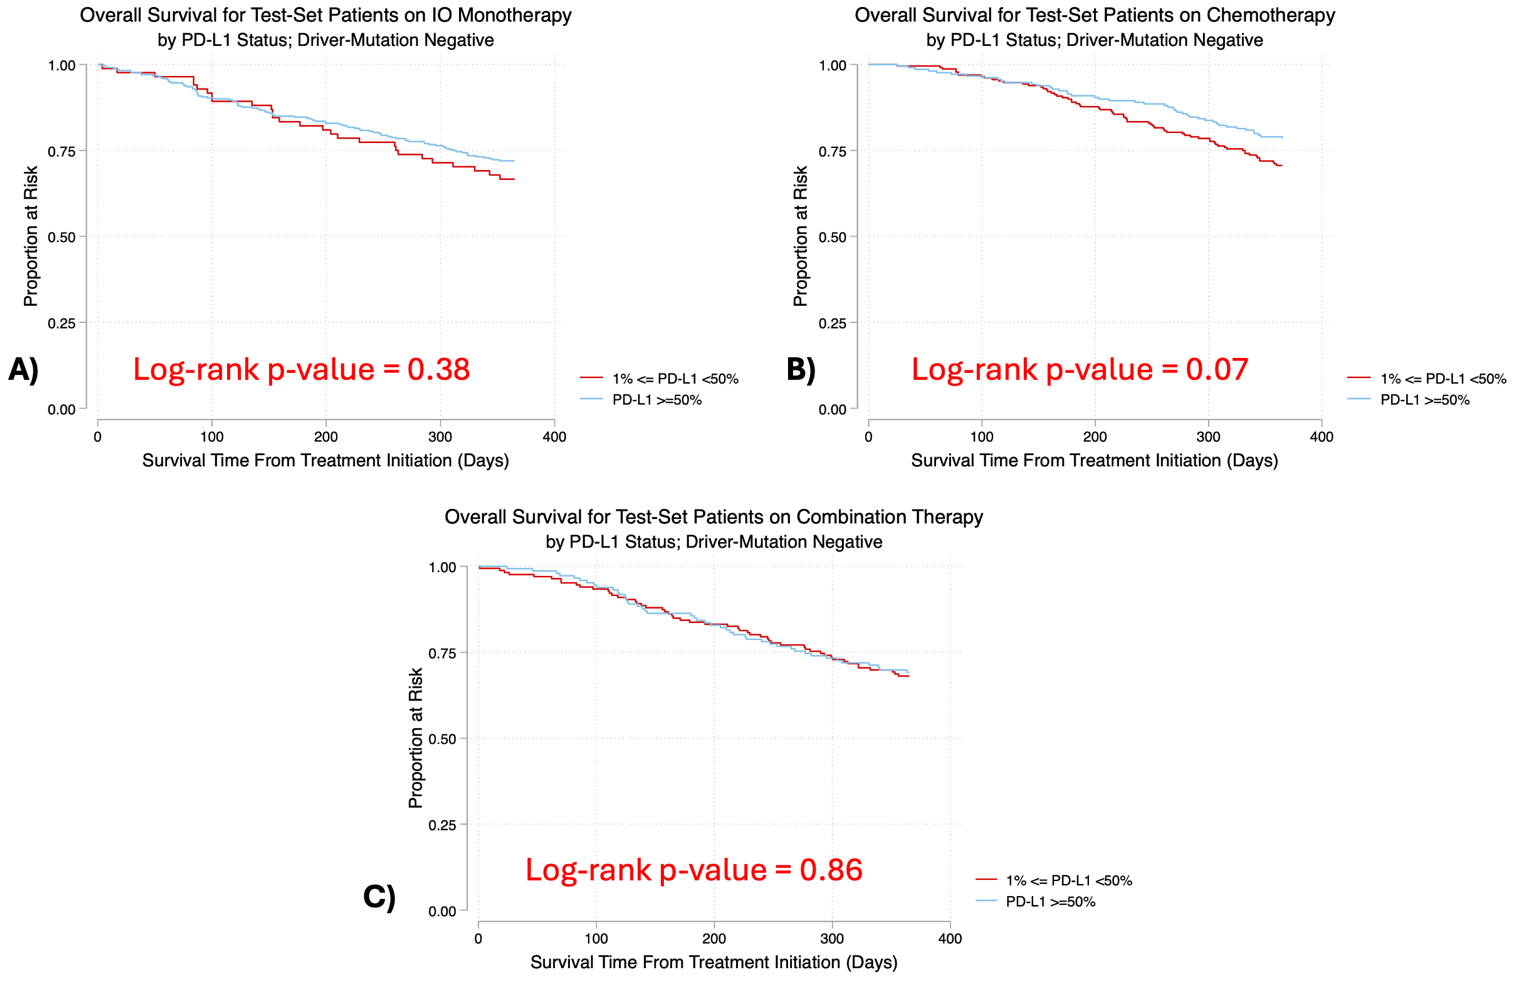 Overall Survival for Test-Set Patients on IO Monotherapy
by PD-L1 Status; Driver-Mutation Negative
1.00
0.75
0.50
0.25
0.00
Proportion at Risk
A)
Log-rank p-value = 0.38
1% <= PD-L1 <50%
PD-L1 >=50%
0 100 200 300 400
Survival Time From Treatment Initiation (Days)
Overall Survival for Test-Set Patients on Chemotherapy
by PD-L1 Status; Driver-Mutation Negative
1.00
0.75
0.50
0.25
0.00
Proportion at Risk
B)
Log-rank p-value = 0.07
1% <= PD-L1 <50%
PD-L1 >=50%
0 100 200 300 400
Survival Time From Treatment Initiation (Days)
Overall Survival for Test-Set Patients on Combination Therapy
by PD-L1 Status; Driver-Mutation Negative
1.00
0.75
0.50
0.25
0.00
Proportion at Risk
C)
Log-rank p-value = 0.86
1% <= PD-L1 <50%
PD-L1 >=50%
0 100 200 300 400
Survival Time From Treatment Initiation (Days)